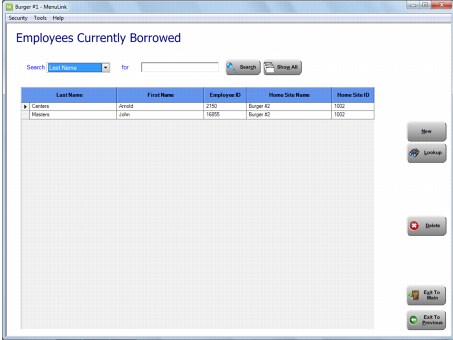 Burger #1 - MenuLink
Security Tools Help
Employees Currently Borrowed
Search Last Name for Search Show All
Last Name First Name Employee ID Home Site Name Home Site ID
Centers Arnold 2150 Burger #2 1002
Masters John 16855 Burger #2 1002
New
Lookup
Delete
Exit To
Main
Exit To
Previous